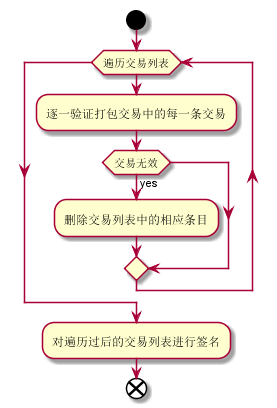 遍历交易列表
逐一验证打包交易中的每一条交易
交易无效
yes
删除交易列表中的相应条目
对遍历过后的交易列表进行签名